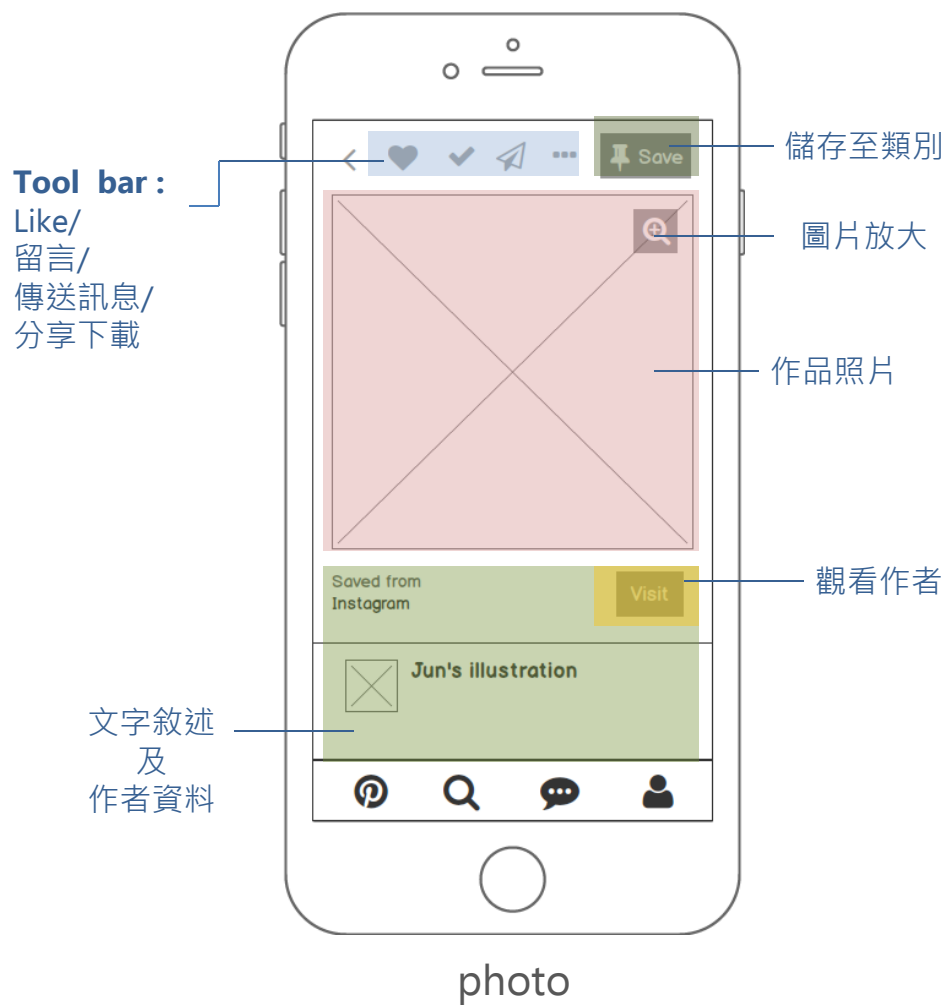 Tool bar :
Like/
留言/
傳送訊息/
分享下載
Save
儲存至類別
圖片放大
作品照片
Saved from
Instagram
Visit
觀看作者
Jun's illustration
文字敘述
及
作者資料
photo